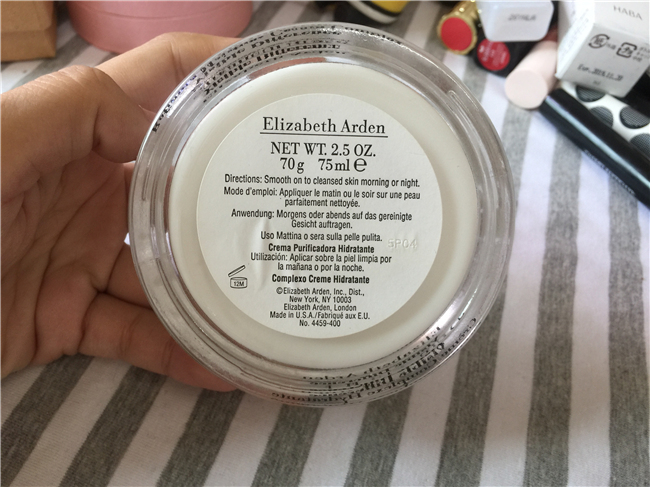 Elizabeth Arden
NET WT. 2.5 OZ.
70g 75ml e
Directions: Smooth on to cleansed skin morning or night.
Mode d'emploi: Appliquer le matin ou le soir sur une peau
parfaitement nettoyée.
Anwendung: Morgens oder abends auf das gereinigte
Gesicht auftragen.
Uso Mattina o sera sulla pelle pulita.
5P04
Crema Purificadora Hidratante
Utilización: Aplicar sobre la piel limpia por
la mañana o por la noche.
Complexo Creme Hidratante
12M
©Elizabeth Arden, Inc., Dist.,
New York, NY 10003
Elizabeth Arden, London
Made in U.S.A./Fabriqué aux E.U.
No. 4459-400
HABA